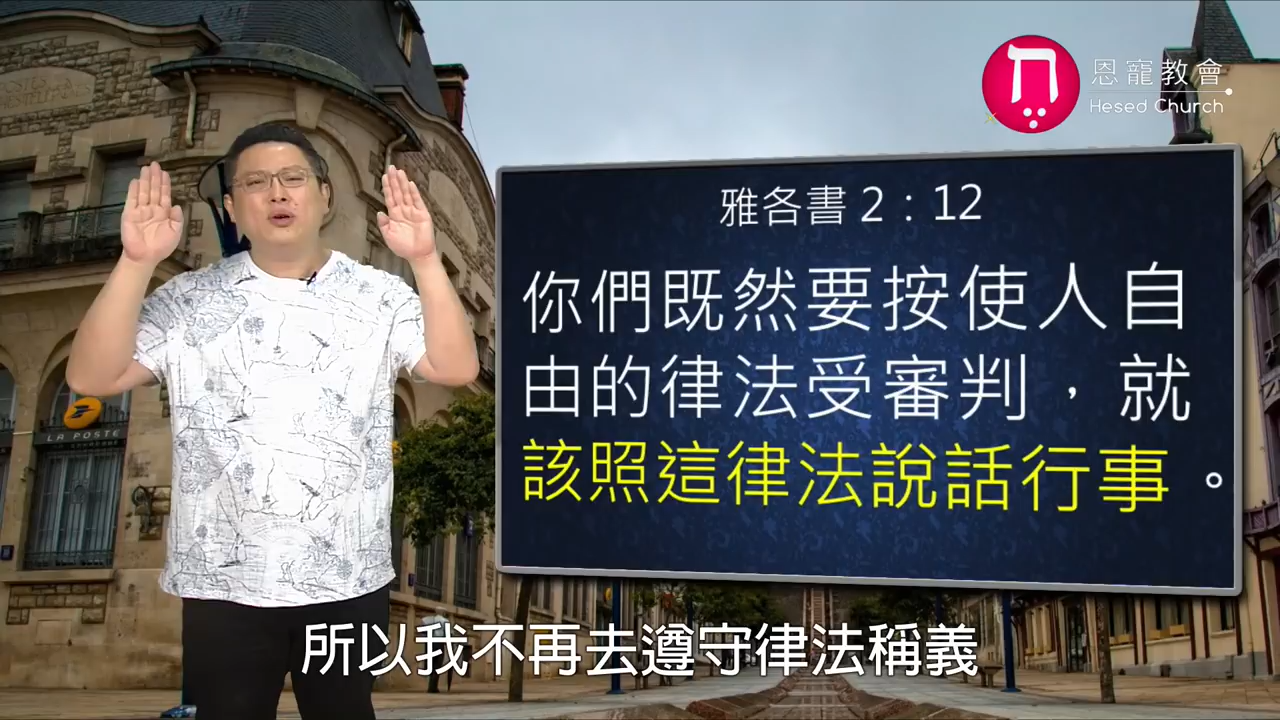 恩寵教會
Hesed Church
雅各書 2：12
你們既然要按使人自
由的律法受審判，就
該照這律法說話行事。
LA POSTE
所以我不再去遵守律法稱義